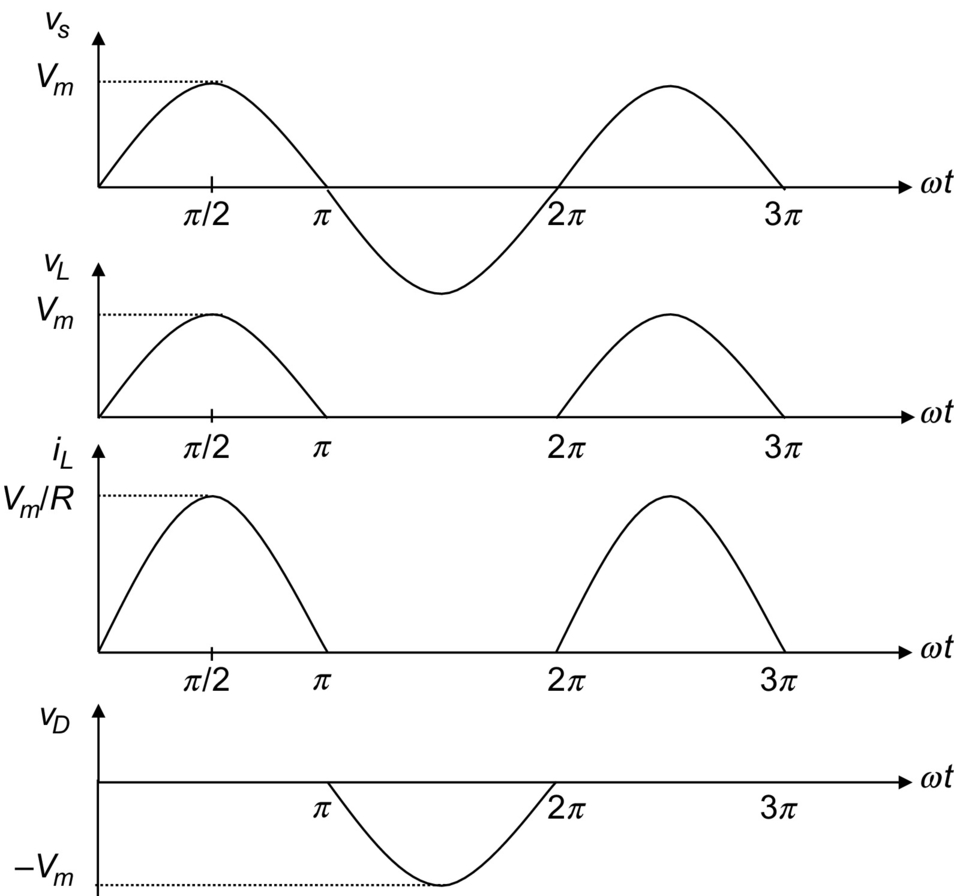 v_s
V_m
ωt
π/2 π 2π 3π
v_L
V_m
ωt
π/2 π 2π 3π
i_L
V_m/R
ωt
π/2 π 2π 3π
v_D
ωt
π 2π 3π
−V_m